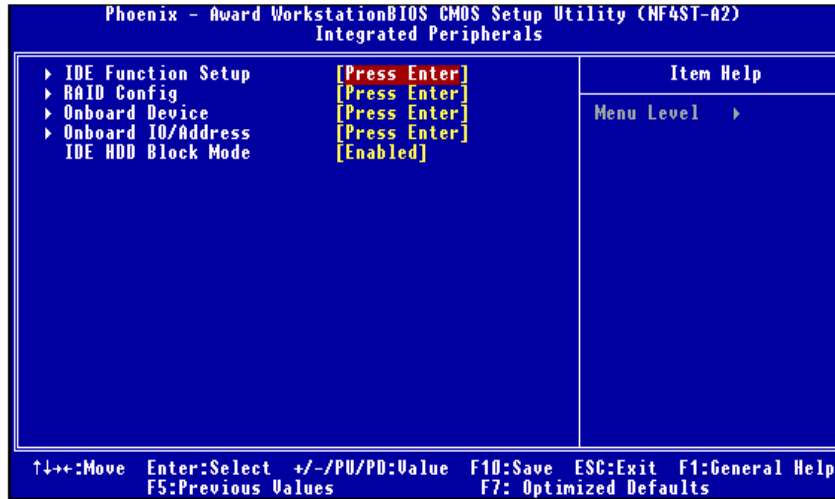 Phoenix - Award WorkstationBIOS CMOS Setup Utility (NF4ST-A2)
Integrated Peripherals
▸ IDE Function Setup [Press Enter]
▸ RAID Config [Press Enter]
▸ Onboard Device [Press Enter]
▸ Onboard IO/Address [Press Enter]
IDE HDD Block Mode [Enabled]
Item Help
Menu Level ▸
↑↓→←:Move Enter:Select +/-/PU/PD:Value F10:Save ESC:Exit F1:General Help
F5:Previous Values F7: Optimized Defaults